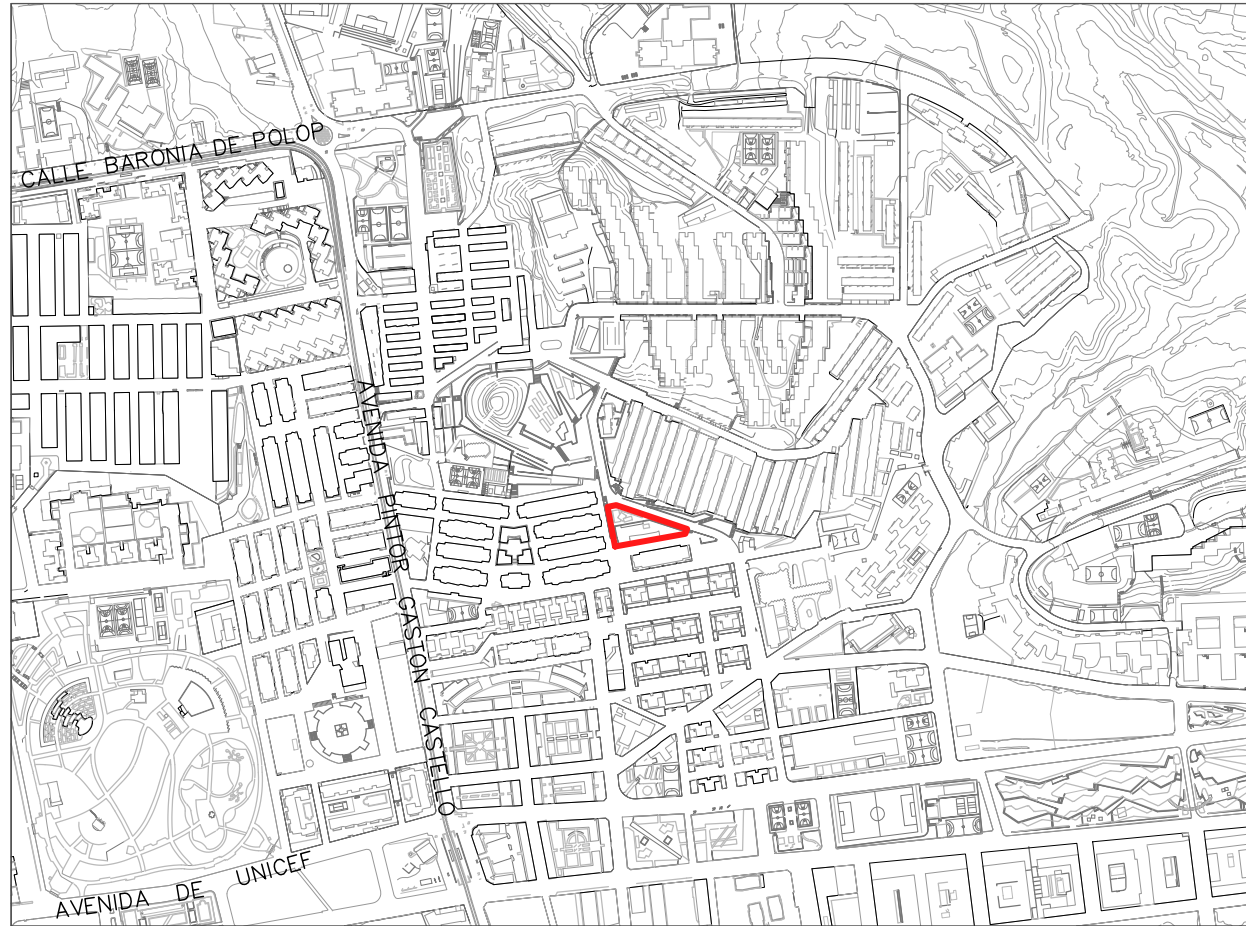 CALLE BARONIA DE POLOP
AVENIDA PINTOR GASTON CASTELLO
AVENIDA DE UNICEF